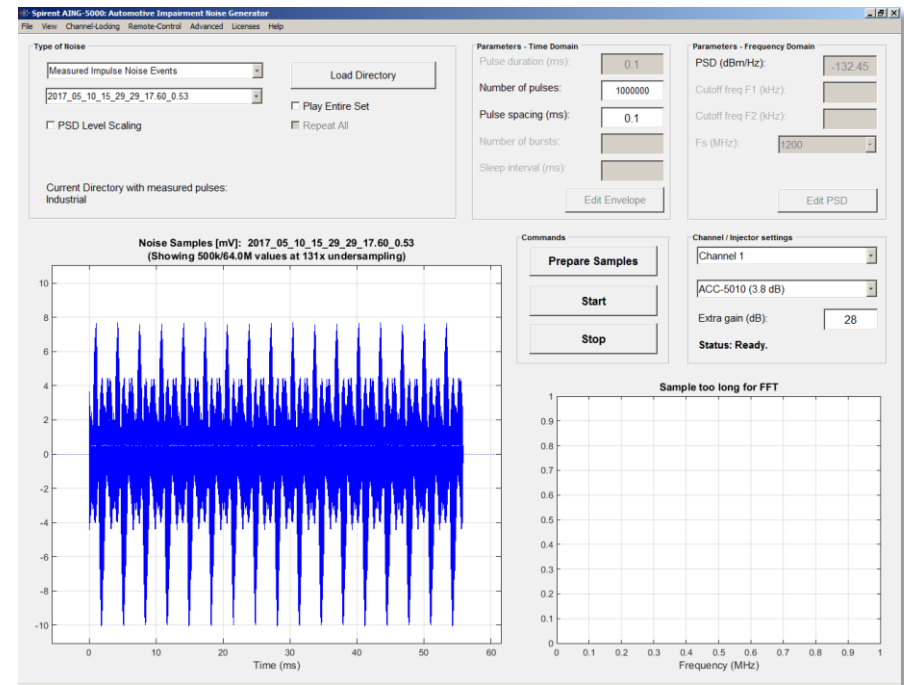 Spirent AING-5000: Automotive Impairment Noise Generator
File View Channel-Locking Remote-Control Advanced Licenses Help
Type of Noise
Measured Impulse Noise Events
Load Directory
2017_05_10_15_29_29_17.60_0.53
Play Entire Set
PSD Level Scaling
Repeat All
Current Directory with measured pulses:
Industrial
Parameters - Time Domain
Pulse duration (ms): 0.1
Number of pulses: 1000000
Pulse spacing (ms): 0.1
Number of bursts:
Sleep interval (ms):
Edit Envelope
Parameters - Frequency Domain
PSD (dBm/Hz): -132.45
Cutoff freq F1 (kHz):
Cutoff freq F2 (kHz):
Fs (MHz): 1200
Edit PSD
Noise Samples [mV]: 2017_05_10_15_29_29_17.60_0.53
(Showing 500k/64.0M values at 131x undersampling)
10
8
6
4
2
0
-2
-4
-6
-8
-10
0 10 20 30 40 50 60
Time (ms)
Commands
Prepare Samples
Start
Stop
Channel / Injector settings
Channel 1
ACC-5010 (3.8 dB)
Extra gain (dB): 28
Status: Ready.
Sample too long for FFT
1
0.9
0.8
0.7
0.6
0.5
0.4
0.3
0.2
0.1
0
0 0.1 0.2 0.3 0.4 0.5 0.6 0.7 0.8 0.9 1
Frequency (MHz)